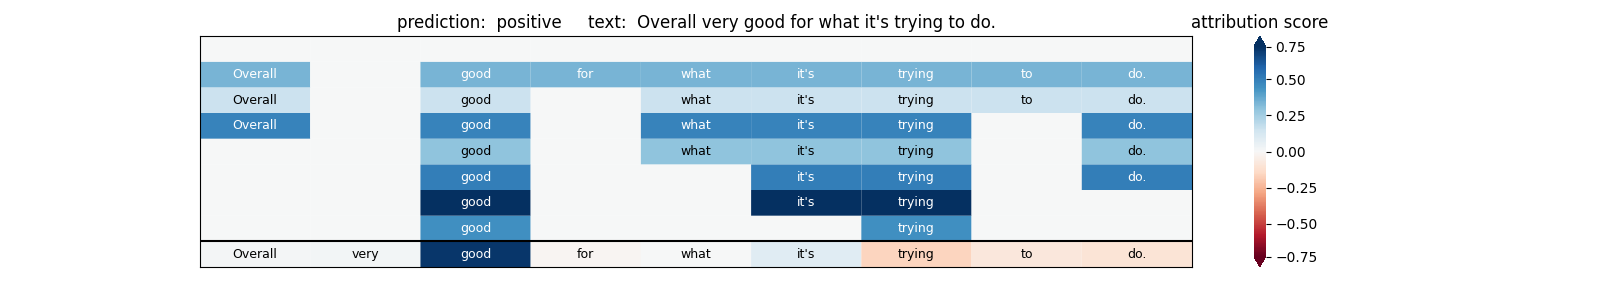 prediction:  positive     text:  Overall very good for what it's trying to do.
attribution score
Overall good for what it's trying to do.
Overall good what it's trying to do.
Overall good what it's trying do.
good what it's trying do.
good it's do.
good it's trying
good trying
Overall very good for what it's trying to do.
0.75
0.50
0.25
0.00
−0.25
−0.50
−0.75